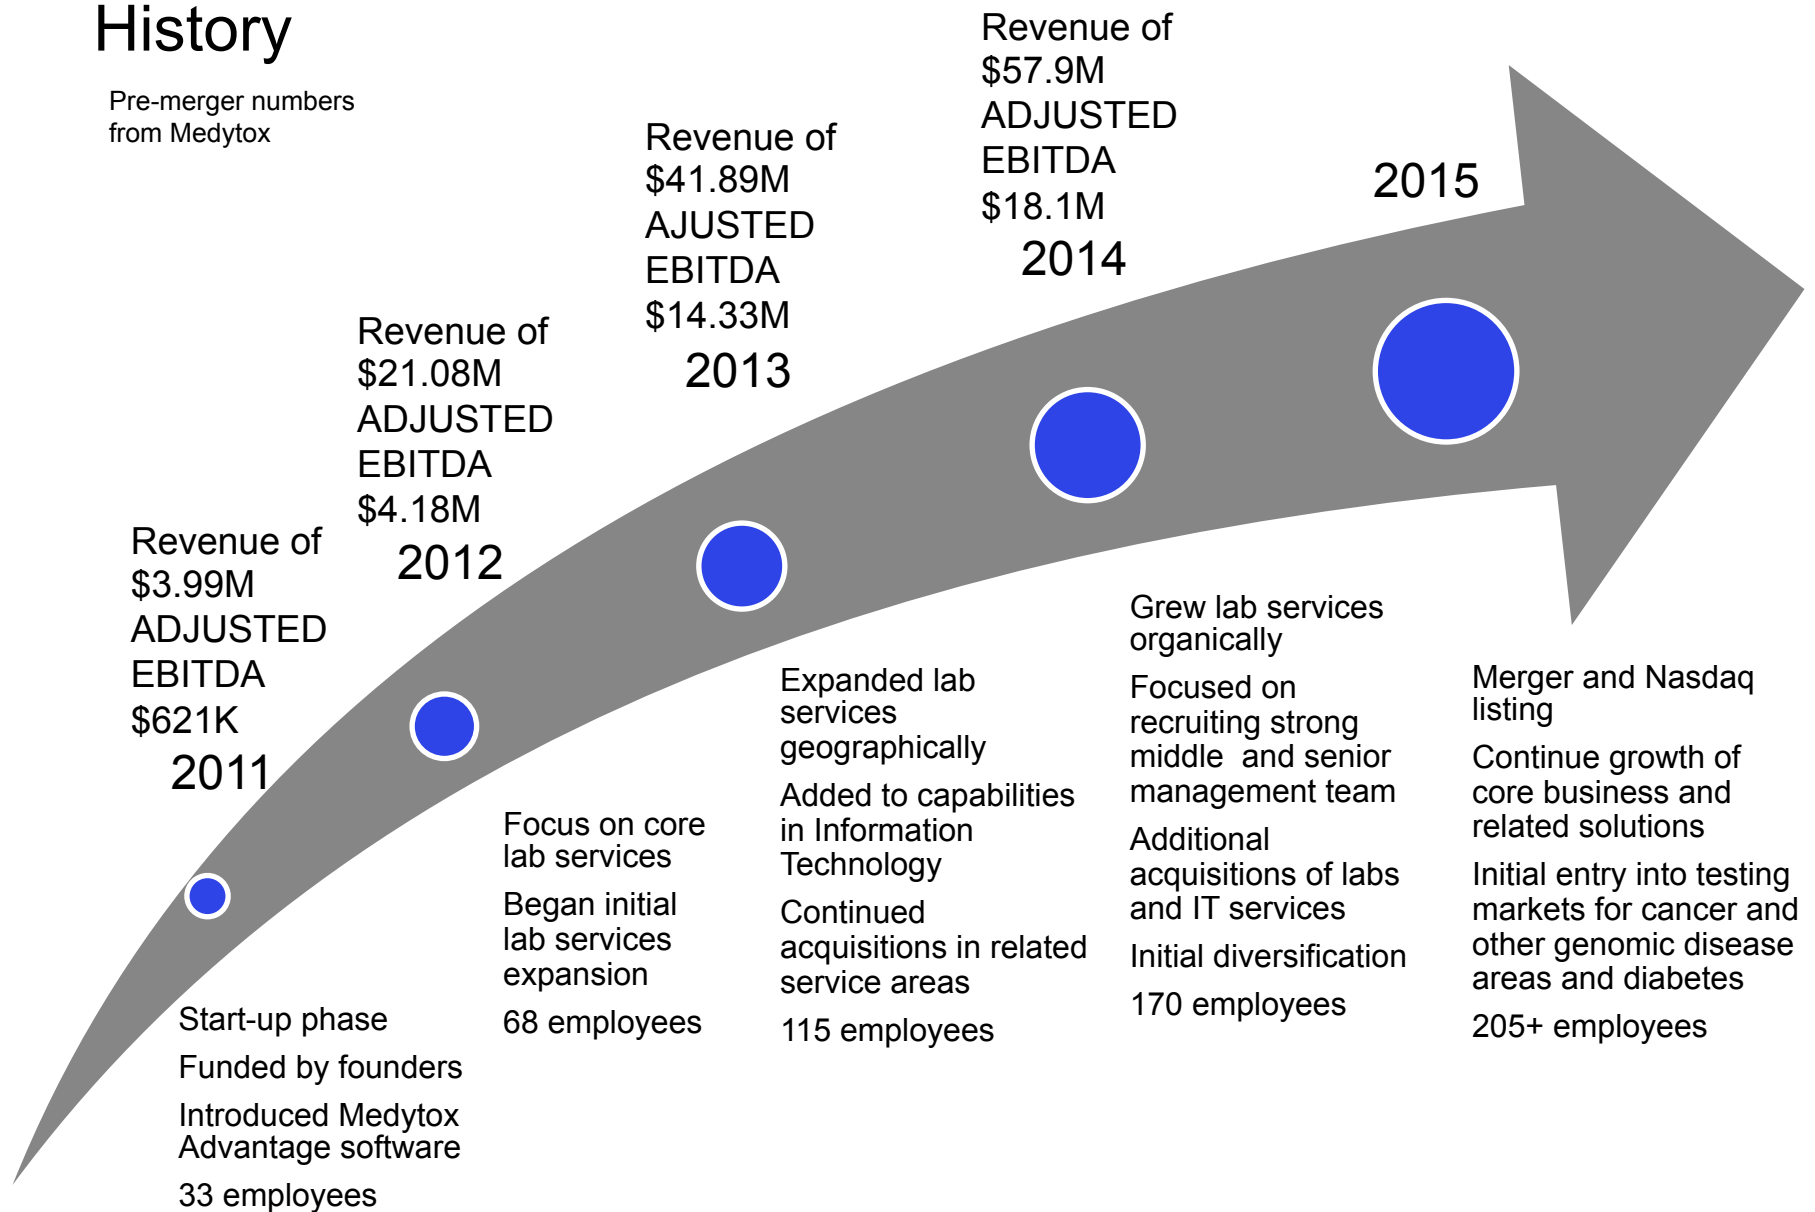 History
Pre-merger numbers
from Medytox
Revenue of
$3.99M
ADJUSTED
EBITDA
$621K
2011
Revenue of
$21.08M
ADJUSTED
EBITDA
$4.18M
2012
Revenue of
$41.89M
AJUSTED
EBITDA
$14.33M
2013
Revenue of
$57.9M
ADJUSTED
EBITDA
$18.1M
2014
2015
Start-up phase
Funded by founders
Introduced Medytox
Advantage software
33 employees
Focus on core
lab services
Began initial
lab services
expansion
68 employees
Expanded lab
services
geographically
Added to capabilities
in Information
Technology
Continued
acquisitions in related
service areas
115 employees
Grew lab services
organically
Focused on
recruiting strong
middle  and senior
management team
Additional
acquisitions of labs
and IT services
Initial diversification
170 employees
Merger and Nasdaq
listing
Continue growth of
core business and
related solutions
Initial entry into testing
markets for cancer and
other genomic disease
areas and diabetes
205+ employees